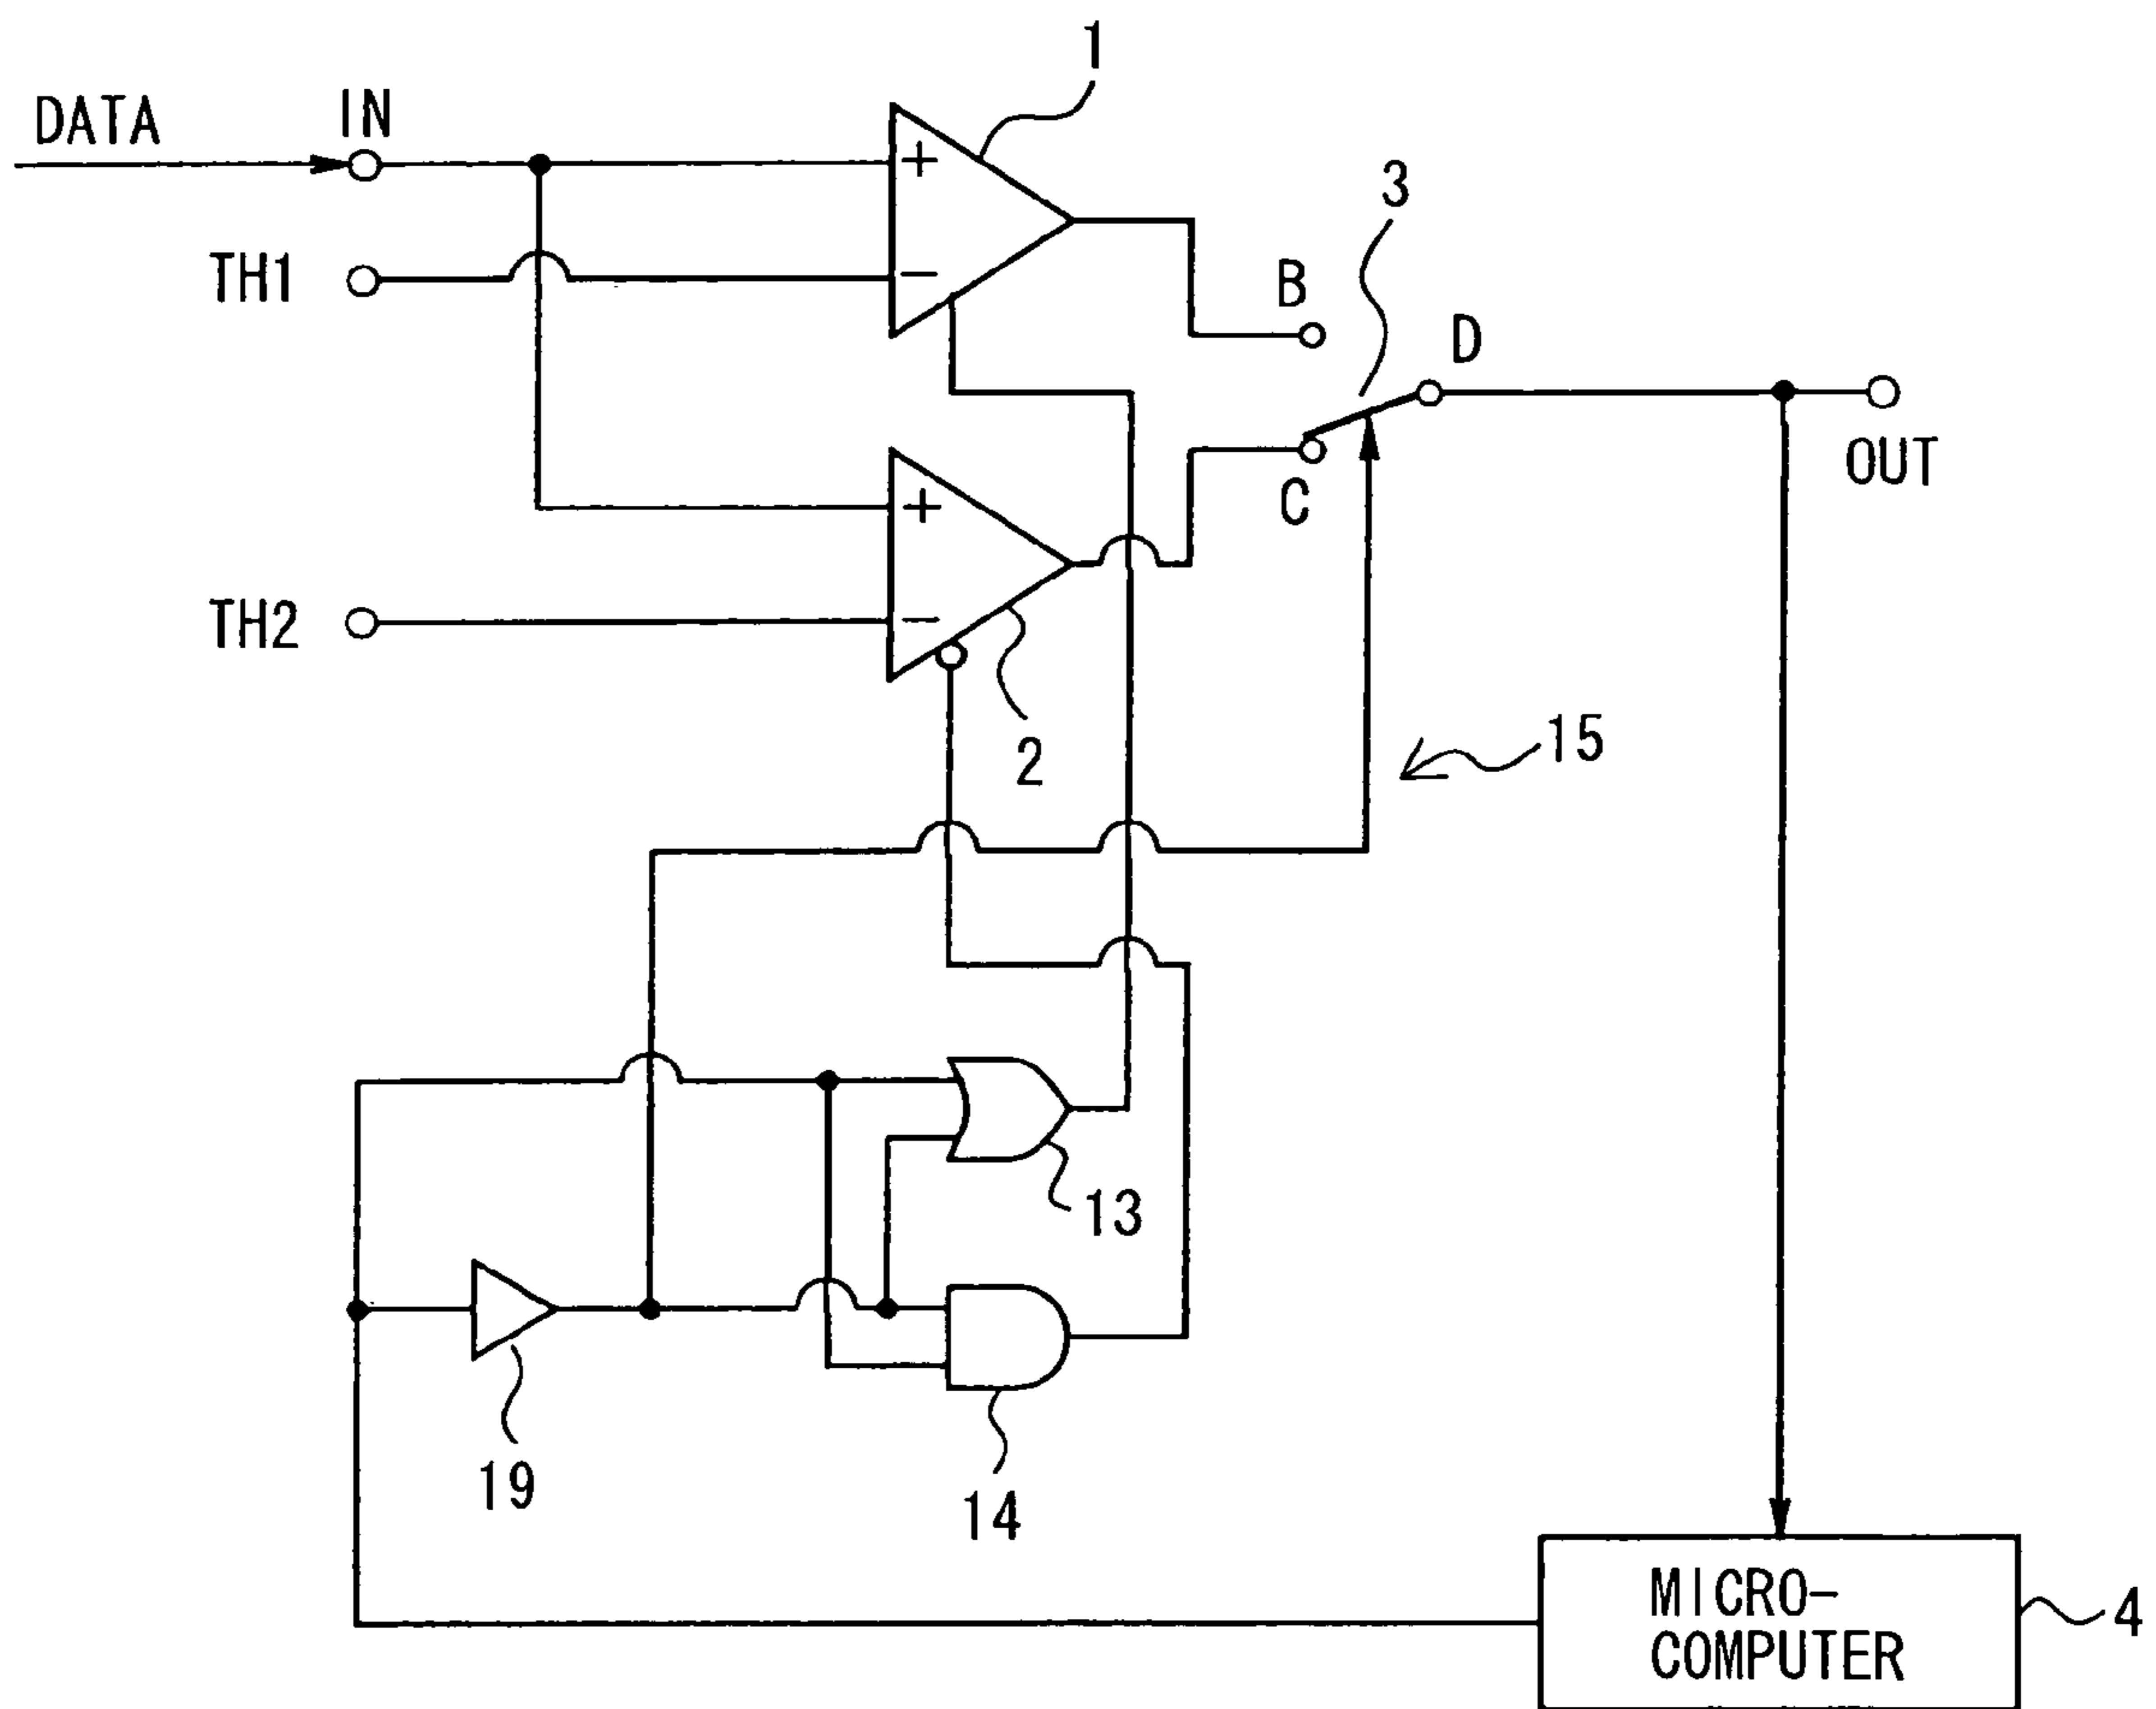 1
DATA
IN
3
TH1
B
D
+
−
OUT
C
+
TH2
−
2
15
13
19
14
MICRO-
COMPUTER
4